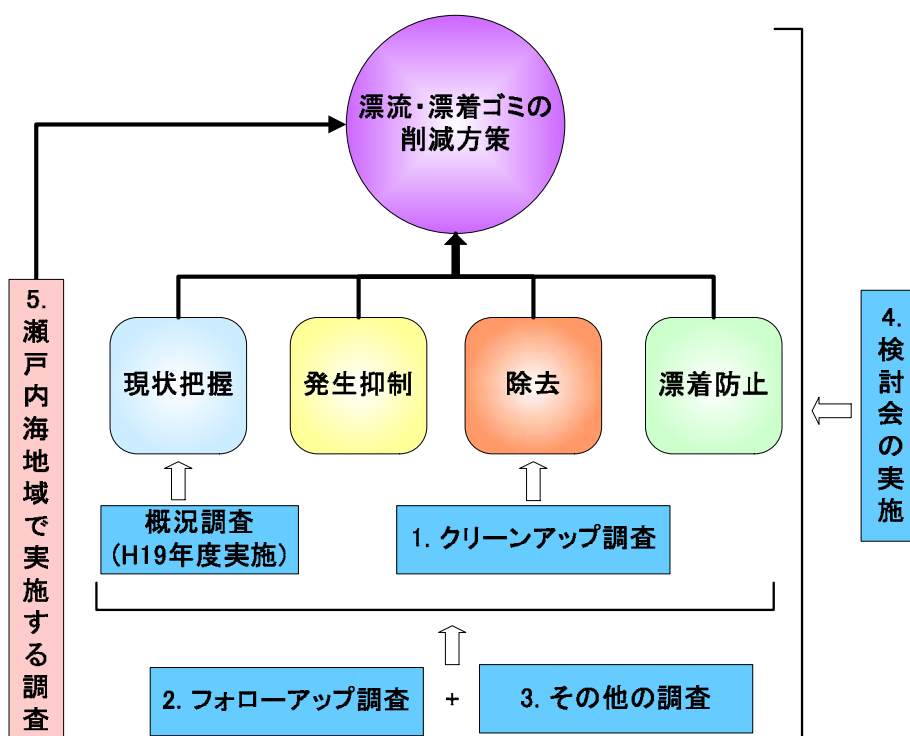 漂流・漂着ゴミの
削減方策
現状把握
発生抑制
除去
漂着防止
概況調査
(H19年度実施)
1. クリーンアップ調査
2. フォローアップ調査
+
3. その他の調査
4.検討会の実施
5.瀬戸内海地域で実施する調査